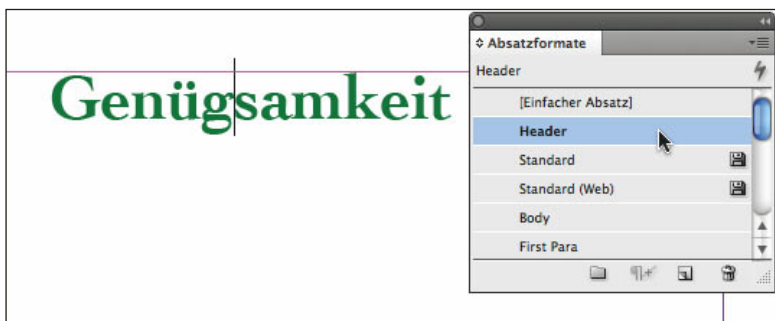 Genügsamkeit
Absatzformate
Header
[Einfacher Absatz]
Header
Standard
Standard (Web)
Body
First Para